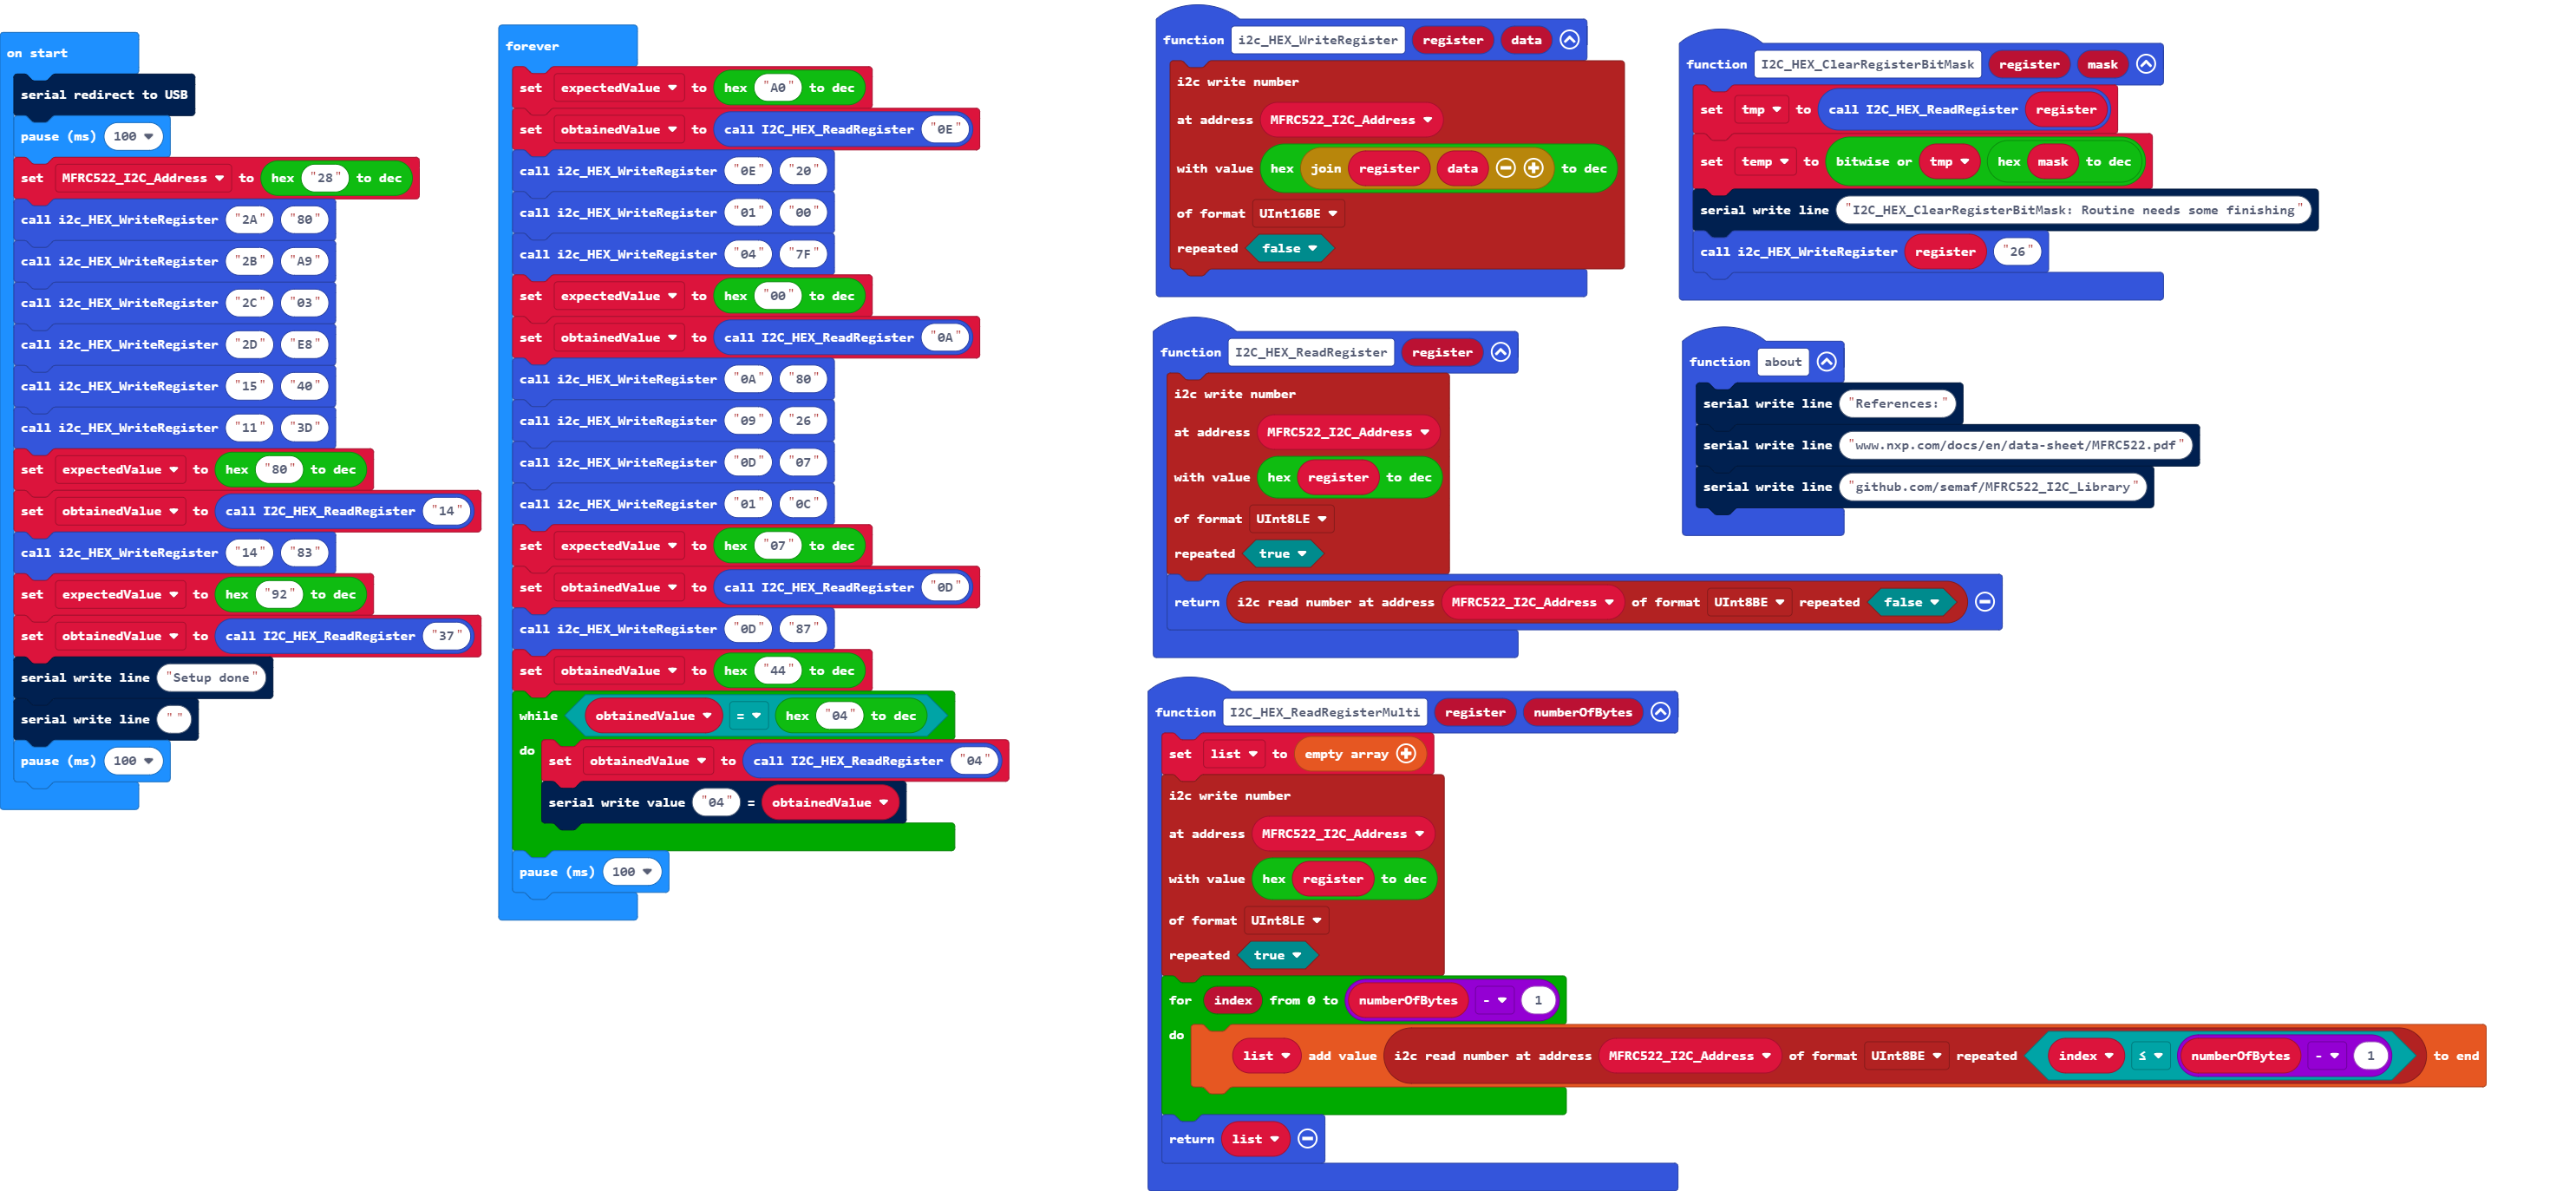 on start
serial redirect to USB
pause (ms) 100
set MFRC522_I2C_Address to hex "28" to dec
call i2c_HEX_WriteRegister "2A" "80"
call i2c_HEX_WriteRegister "2B" "A9"
call i2c_HEX_WriteRegister "2C" "03"
call i2c_HEX_WriteRegister "2D" "E8"
call i2c_HEX_WriteRegister "15" "40"
call i2c_HEX_WriteRegister "11" "3D"
set expectedValue to hex "80" to dec
set obtainedValue to call I2C_HEX_ReadRegister "14"
call i2c_HEX_WriteRegister "14" "83"
set expectedValue to hex "92" to dec
set obtainedValue to call I2C_HEX_ReadRegister "37"
serial write line "Setup done"
serial write line " "
pause (ms) 100
forever
set expectedValue to hex "A0" to dec
set obtainedValue to call I2C_HEX_ReadRegister "0E"
call i2c_HEX_WriteRegister "0E" "20"
call i2c_HEX_WriteRegister "01" "00"
call i2c_HEX_WriteRegister "04" "7F"
set expectedValue to hex "00" to dec
set obtainedValue to call I2C_HEX_ReadRegister "0A"
call i2c_HEX_WriteRegister "0A" "80"
call i2c_HEX_WriteRegister "09" "26"
call i2c_HEX_WriteRegister "0D" "07"
call i2c_HEX_WriteRegister "01" "0C"
set expectedValue to hex "07" to dec
set obtainedValue to call I2C_HEX_ReadRegister "0D"
call i2c_HEX_WriteRegister "0D" "87"
set obtainedValue to hex "44" to dec
while obtainedValue = hex "04" to dec
do
set obtainedValue to call I2C_HEX_ReadRegister "04"
serial write value "04" = obtainedValue
pause (ms) 100
function i2c_HEX_WriteRegister register data
i2c write number
at address MFRC522_I2C_Address
with value hex join register data to dec
of format UInt16BE
repeated false
function I2C_HEX_ReadRegister register
i2c write number
at address MFRC522_I2C_Address
with value hex register to dec
of format UInt8LE
repeated true
return i2c read number at address MFRC522_I2C_Address of format UInt8BE repeated false
function I2C_HEX_ReadRegisterMulti register numberOfBytes
set list to empty array
i2c write number
at address MFRC522_I2C_Address
with value hex register to dec
of format UInt8LE
repeated true
for index from 0 to numberOfBytes - 1
do
list add value i2c read number at address MFRC522_I2C_Address of format UInt8BE repeated index ≤ numberOfBytes - 1 to end
return list
function I2C_HEX_ClearRegisterBitMask register mask
set tmp to call I2C_HEX_ReadRegister register
set temp to bitwise or tmp hex mask to dec
serial write line "I2C_HEX_ClearRegisterBitMask: Routine needs some finishing"
call i2c_HEX_WriteRegister register "26"
function about
serial write line "References:"
serial write line "www.nxp.com/docs/en/data-sheet/MFRC522.pdf"
serial write line "github.com/semaf/MFRC522_I2C_Library"